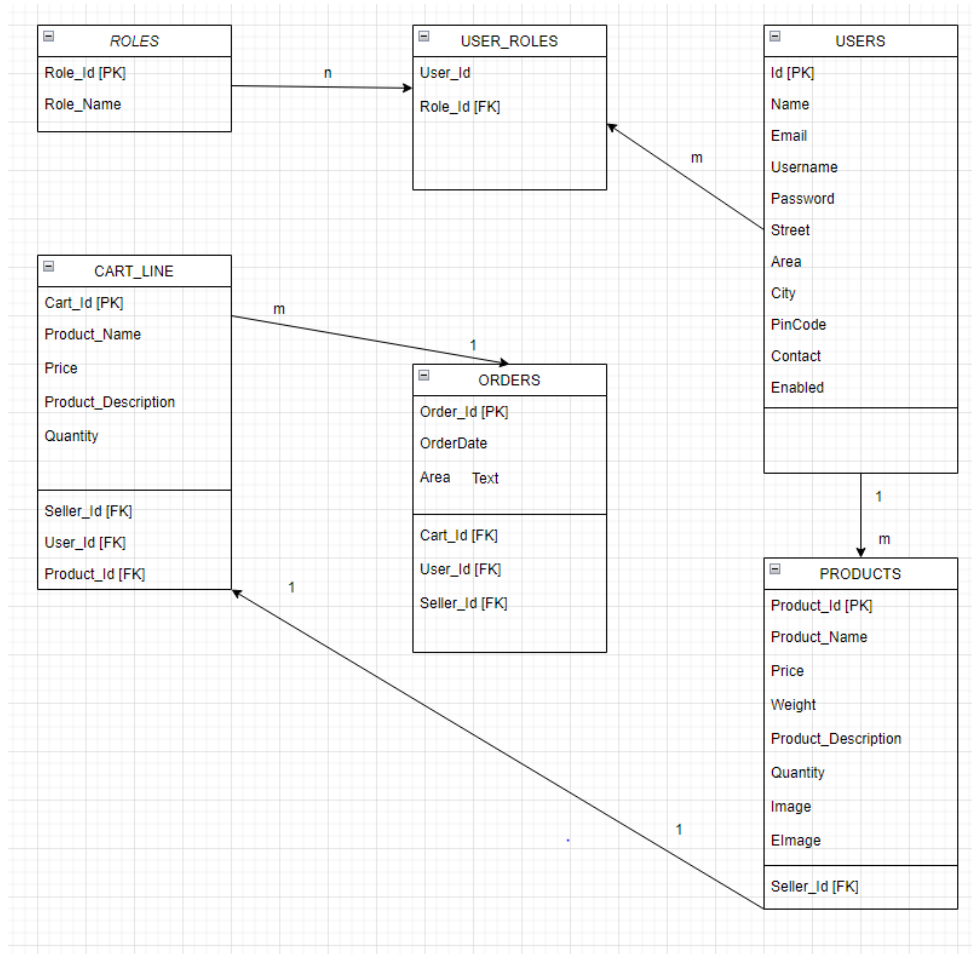 ROLES
Role_Id [PK]
Role_Name
n
USER_ROLES
User_Id
Role_Id [FK]
m
USERS
Id [PK]
Name
Email
Username
Password
Street
Area
City
PinCode
Contact
Enabled
CART_LINE
Cart_Id [PK]
Product_Name
Price
Product_Description
Quantity
Seller_Id [FK]
User_Id [FK]
Product_Id [FK]
m
1
ORDERS
Order_Id [PK]
OrderDate
Area Text
Cart_Id [FK]
User_Id [FK]
Seller_Id [FK]
1
m
PRODUCTS
Product_Id [PK]
Product_Name
Price
Weight
Product_Description
Quantity
Image
EImage
Seller_Id [FK]
1
1